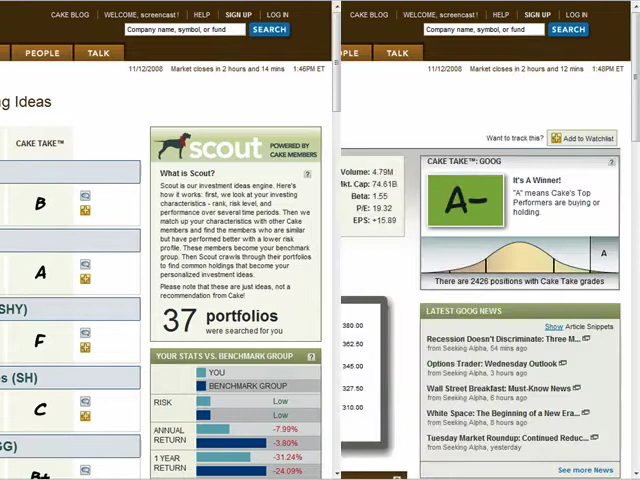 CAKE BLOG | WELCOME, screencast ! | HELP | SIGN UP | LOG IN
Company name, symbol, or fund SEARCH
PEOPLE TALK
11/12/2008 Market closes in 2 hours and 14 mins 1:46PM ET
ng Ideas
CAKE TAKE™
B
A
SHY)
F
s (SH)
C
G)
B+
scout POWERED BY CAKE MEMBERS
What is Scout? ?
Scout is our investment ideas engine. Here's
how it works. first, we look at your investing
characteristics - rank, risk level, and
performance over several time periods. Then we
match up your characteristics with other Cake
members and find the members who are similar
but have performed better with a lower risk
profile. These members become your benchmark
group. Then Scout crawls through their portfolios
to find common holdings that become your
personalized investment ideas.
Please note that these are just ideas, not a
recommendation from Cake!
37 portfolios
were searched for you
YOUR STATS VS. BENCHMARK GROUP ?
YOU
BENCHMARK GROUP
RISK Low
Low
ANNUAL RETURN -7.99%
-3.80%
1 YEAR RETURN -31.24%
-24.09%
CAKE BLOG | WELCOME, screencast ! | HELP | SIGN UP | LOG IN
Company name, symbol, or fund SEARCH
PLE TALK
11/12/2008 Market closes in 2 hours and 12 mins 1:48PM ET
Want to track this? Add to Watchlist
Volume: 4.79M
Mkt. Cap: 74.61B
Beta: 1.55
P/E: 19.32
EPS: +15.89
CAKE TAKE™: GOOG ?
A-
It's A Winner!
"A" means Cake's Top
Performers are buying or
holding.
A
There are 2426 positions with Cake Take grades
380.00
345.00
327.50
310.00
LATEST GOOG NEWS
Show Article Snippets
Recession Doesn't Discriminate: Three M...
from Seeking Alpha, 54 mins ago
Options Trader: Wednesday Outlook
from Seeking Alpha, 3 hours ago
Wall Street Breakfast: Must-Know News
from Seeking Alpha, 6 hours ago
White Space: The Beginning of a New Era...
from Seeking Alpha, 8 hours ago
Tuesday Market Roundup: Continued Reduc...
from Seeking Alpha, yesterday
See more News